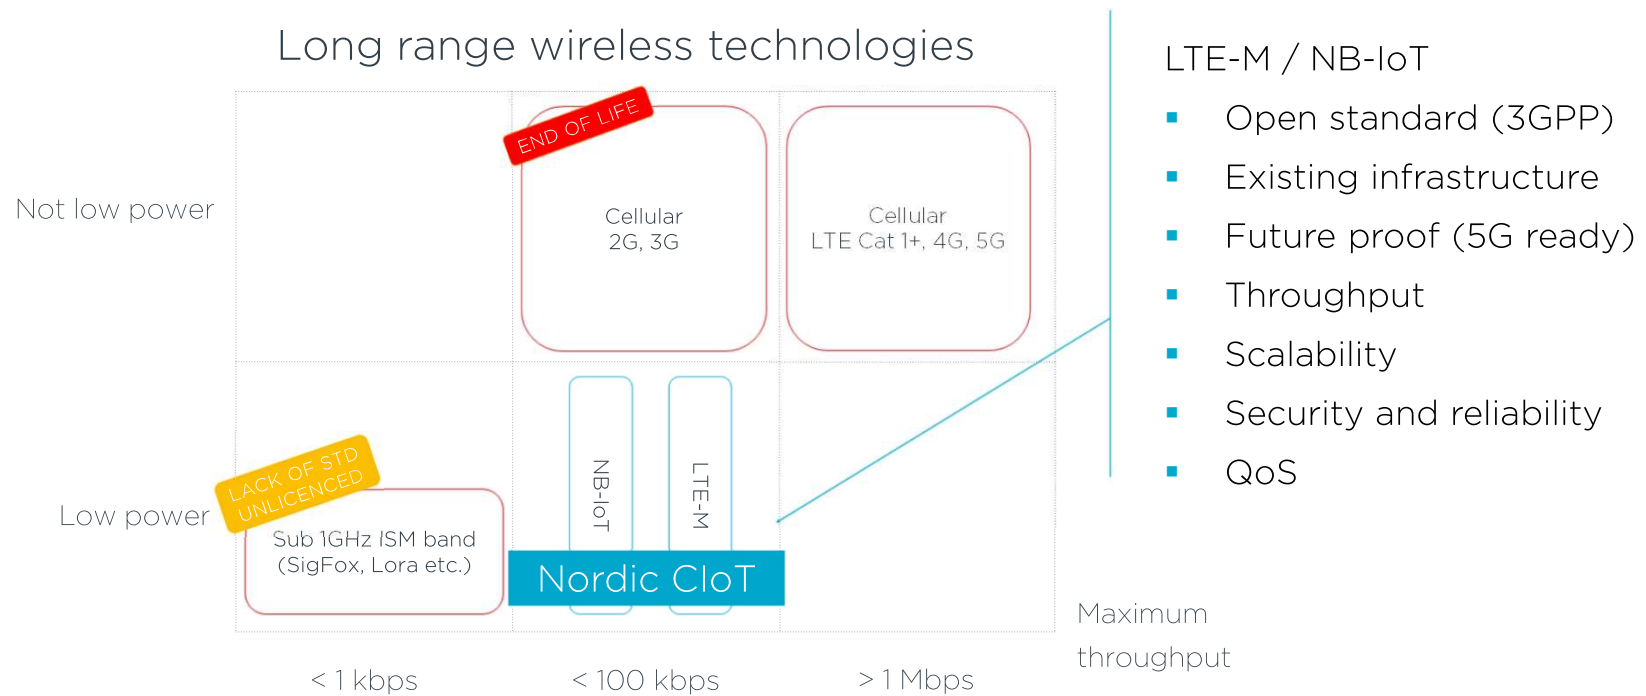 Long range wireless technologies
END OF LIFE
Not low power
Cellular
2G, 3G
Cellular
LTE Cat 1+, 4G, 5G
LACK OF STD
UNLICENCED
Low power
Sub 1GHz ISM band
(SigFox, Lora etc.)
NB-IoT
LTE-M
Nordic CIoT
< 1 kbps
< 100 kbps
> 1 Mbps
Maximum
throughput
LTE-M / NB-IoT
▪ Open standard (3GPP)
▪ Existing infrastructure
▪ Future proof (5G ready)
▪ Throughput
▪ Scalability
▪ Security and reliability
▪ QoS